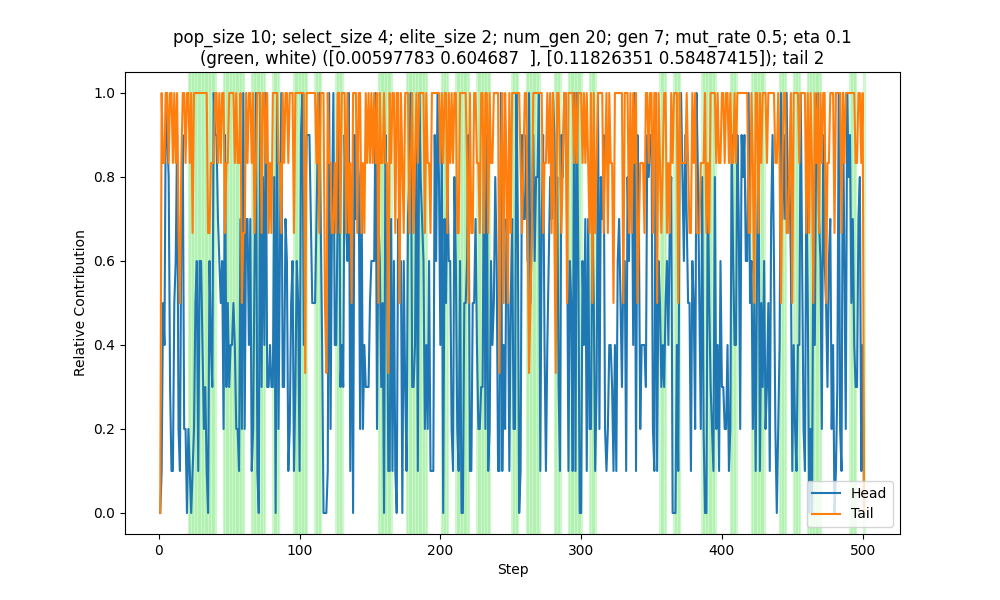 pop_size 10; select_size 4; elite_size 2; num_gen 20; gen 7; mut_rate 0.5; eta 0.1
(green, white) ([0.00597783 0.604687  ], [0.11826351 0.58487415]); tail 2
1.0
0.8
0.6
0.4
0.2
0.0
Relative Contribution
Head
Tail
0
100
200
300
400
500
Step